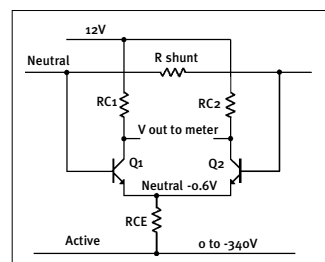 12V
Neutral
R shunt
RC1
RC2
V out to meter
Q1
Q2
Neutral -0.6V
RCE
Active
0 to -340V